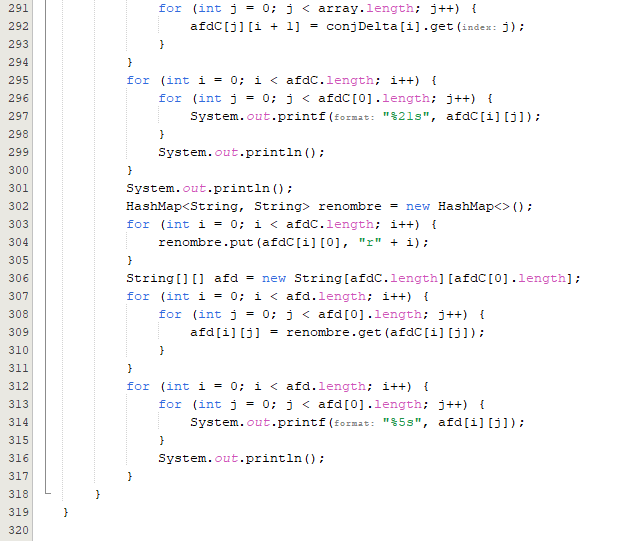 291 for (int j = 0; j < array.length; j++) {
292 afdC[j][i + 1] = conjDelta[i].get(index: j);
293 }
294 }
295 for (int i = 0; i < afdC.length; i++) {
296 for (int j = 0; j < afdC[0].length; j++) {
297 System.out.printf(format: "%21s", afdC[i][j]);
298 }
299 System.out.println();
300 }
301 System.out.println();
302 HashMap<String, String> renombre = new HashMap<>();
303 for (int i = 0; i < afdC.length; i++) {
304 renombre.put(afdC[i][0], "r" + i);
305 }
306 String[][] afd = new String[afdC.length][afdC[0].length];
307 for (int i = 0; i < afd.length; i++) {
308 for (int j = 0; j < afd[0].length; j++) {
309 afd[i][j] = renombre.get(afdC[i][j]);
310 }
311 }
312 for (int i = 0; i < afd.length; i++) {
313 for (int j = 0; j < afd[0].length; j++) {
314 System.out.printf(format: "%5s", afd[i][j]);
315 }
316 System.out.println();
317 }
318 }
319 }
320